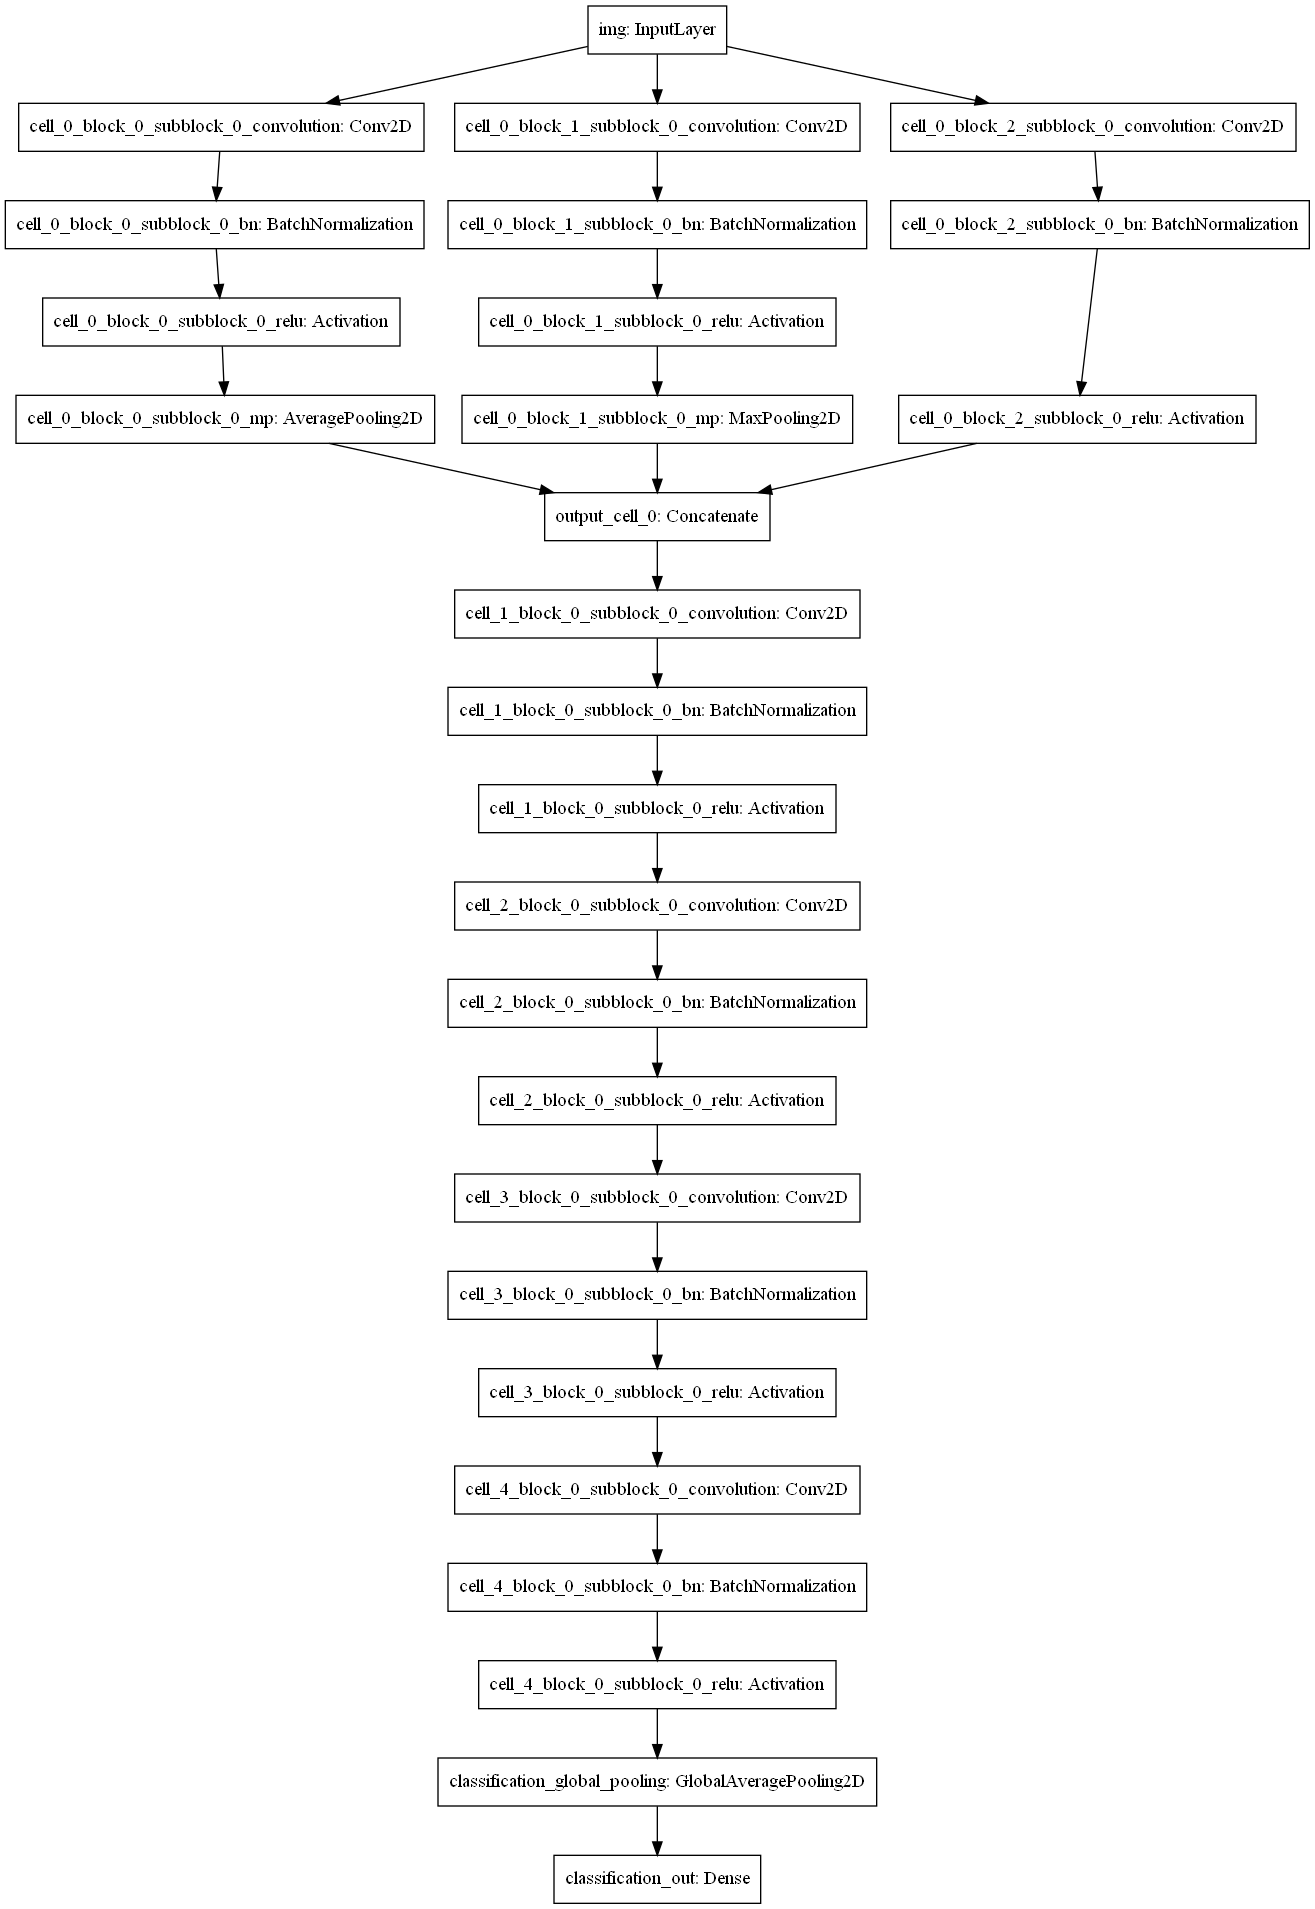 img: InputLayer
cell_0_block_0_subblock_0_convolution: Conv2D
cell_0_block_1_subblock_0_convolution: Conv2D
cell_0_block_2_subblock_0_convolution: Conv2D
cell_0_block_0_subblock_0_bn: BatchNormalization
cell_0_block_1_subblock_0_bn: BatchNormalization
cell_0_block_2_subblock_0_bn: BatchNormalization
cell_0_block_0_subblock_0_relu: Activation
cell_0_block_1_subblock_0_relu: Activation
cell_0_block_0_subblock_0_mp: AveragePooling2D
cell_0_block_1_subblock_0_mp: MaxPooling2D
cell_0_block_2_subblock_0_relu: Activation
output_cell_0: Concatenate
cell_1_block_0_subblock_0_convolution: Conv2D
cell_1_block_0_subblock_0_bn: BatchNormalization
cell_1_block_0_subblock_0_relu: Activation
cell_2_block_0_subblock_0_convolution: Conv2D
cell_2_block_0_subblock_0_bn: BatchNormalization
cell_2_block_0_subblock_0_relu: Activation
cell_3_block_0_subblock_0_convolution: Conv2D
cell_3_block_0_subblock_0_bn: BatchNormalization
cell_3_block_0_subblock_0_relu: Activation
cell_4_block_0_subblock_0_convolution: Conv2D
cell_4_block_0_subblock_0_bn: BatchNormalization
cell_4_block_0_subblock_0_relu: Activation
classification_global_pooling: GlobalAveragePooling2D
classification_out: Dense